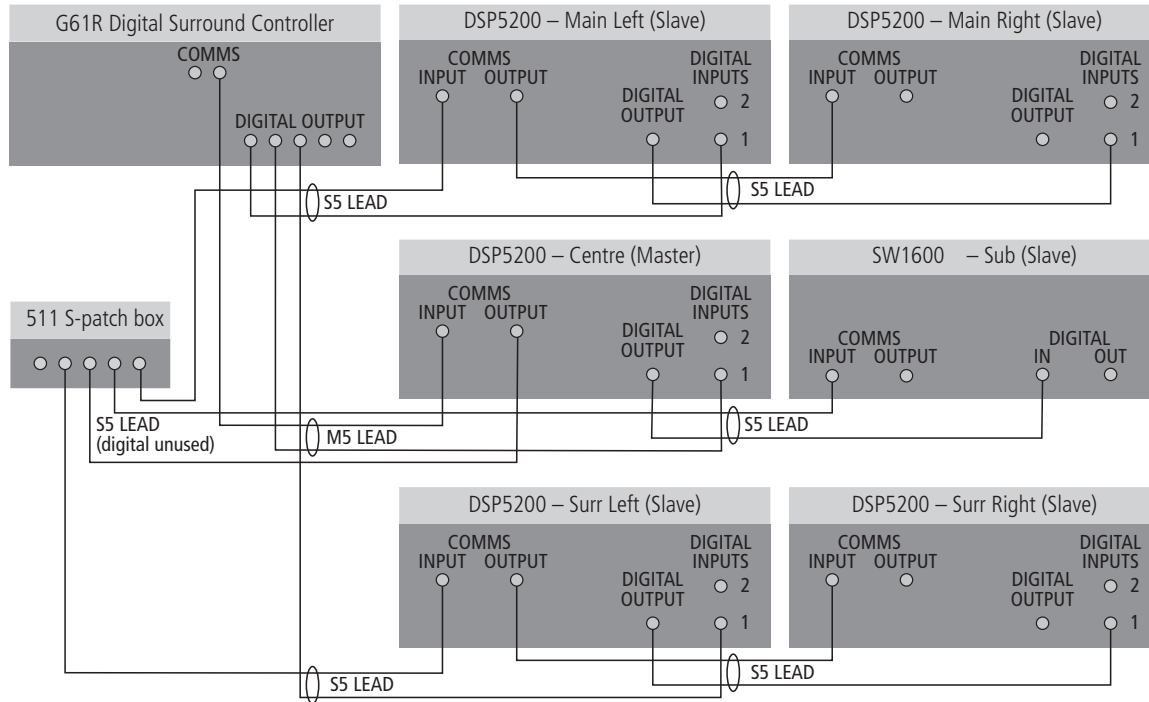 G61R Digital Surround Controller
COMMS
DIGITAL OUTPUT
DSP5200 – Main Left (Slave)
COMMS
INPUT OUTPUT
DIGITAL
OUTPUT
DIGITAL
INPUTS
2
1
DSP5200 – Main Right (Slave)
COMMS
INPUT OUTPUT
DIGITAL
OUTPUT
DIGITAL
INPUTS
2
1
S5 LEAD
S5 LEAD
511 S-patch box
S5 LEAD
(digital unused)
DSP5200 – Centre (Master)
COMMS
INPUT OUTPUT
DIGITAL
OUTPUT
DIGITAL
INPUTS
2
1
SW1600 – Sub (Slave)
COMMS
INPUT OUTPUT
DIGITAL
IN OUT
M5 LEAD
S5 LEAD
DSP5200 – Surr Left (Slave)
COMMS
INPUT OUTPUT
DIGITAL
OUTPUT
DIGITAL
INPUTS
2
1
DSP5200 – Surr Right (Slave)
COMMS
INPUT OUTPUT
DIGITAL
OUTPUT
DIGITAL
INPUTS
2
1
S5 LEAD
S5 LEAD